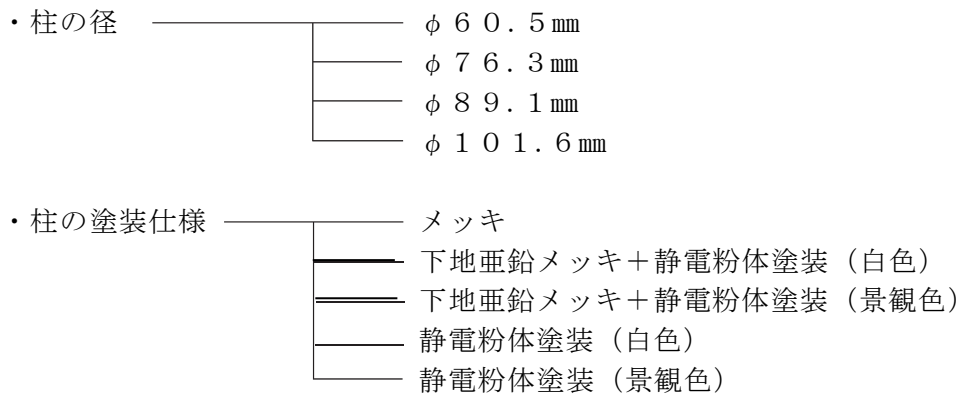 ・柱の径 φ６０.５㎜
φ７６.３㎜
φ８９.１㎜
φ１０１.６㎜
・柱の塗装仕様 メッキ
下地亜鉛メッキ＋静電粉体塗装（白色）
下地亜鉛メッキ＋静電粉体塗装（景観色）
静電粉体塗装（白色）
静電粉体塗装（景観色）